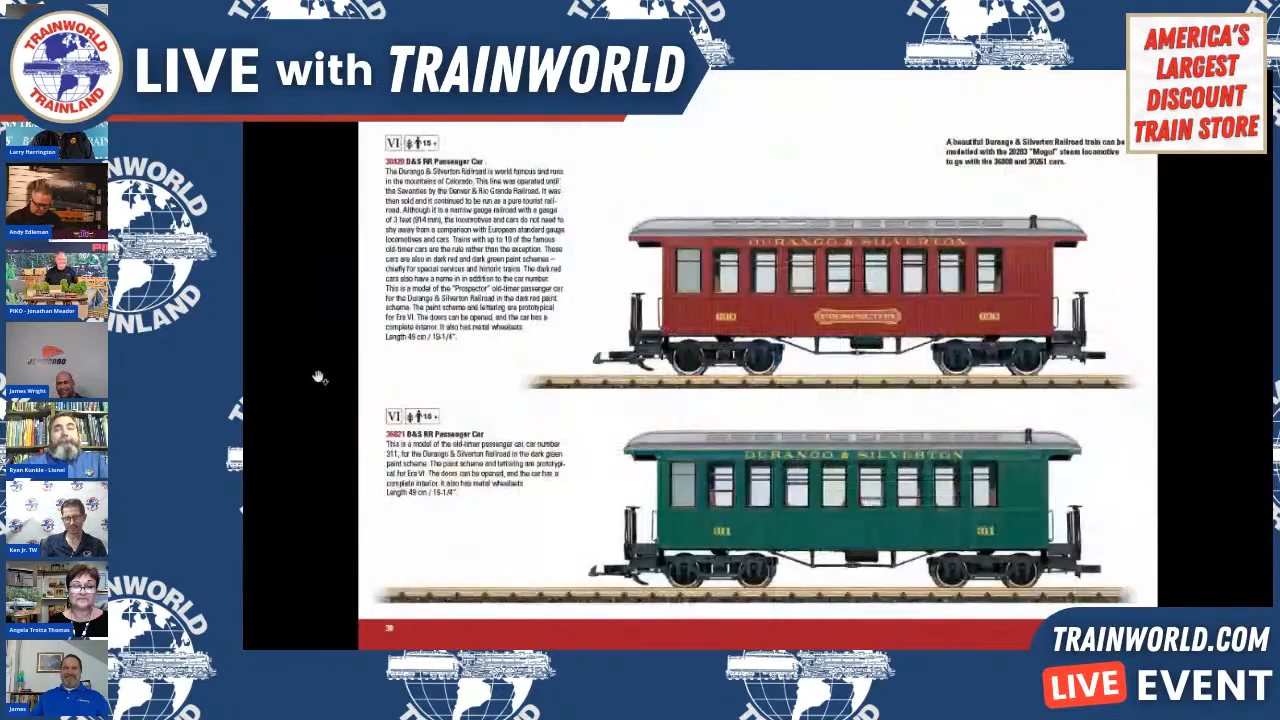 TRAINWORLD
TRAINLAND
LIVE with TRAINWORLD
AMERICA'S
LARGEST
DISCOUNT
TRAIN STORE
Larry Harrington
Andy Edleman
PIKO - Jonathan Meador
James Wright
Ryan Kunkle - Lionel
Ken Jr. TW
Angela Trotta Thomas
James
VI 15 +
D&S RR Passenger Car
The Durango & Silverton Railroad is world famous and runs
in the mountains of Colorado. This line was operated until
the Seventies by the Denver & Rio Grande Railroad. It was
then sold and it continued to be run as a pure tourist rail-
road. Although it is a narrow gauge railroad with a gauge
of 3 feet (914 mm), the locomotives and cars do not need to
shy away from a comparison with European standard gauge
locomotives and cars. Trains with up to 10 of the famous
old-timer cars are the rule rather than the exception. These
cars are also in dark red and dark green paint schemes –
chiefly for special services and historic trains. The dark red
cars also have a name in in addition to the car number.
This is a model of the "Prospector" old-timer passenger car
for the Durango & Silverton Railroad in the dark red paint
scheme. The paint scheme and lettering are prototypical
for Era VI. The doors can be opened, and the car has a
complete interior. It also has metal wheelsets.
Length 49 cm / 19-1/4".
A beautiful Durango & Silverton Railroad train can be
modelled with the 20283 "Mogul" steam locomotive
to go with the 36808 and 30261 cars.
DURANGO & SILVERTON
VI 15 +
36821 D&S RR Passenger Car
This is a model of the old-timer passenger car, car number
311, for the Durango & Silverton Railroad in the dark green
paint scheme. The paint scheme and lettering are prototypi-
cal for Era VI. The doors can be opened, and the car has a
complete interior. It also has metal wheelsets.
Length 49 cm / 19-1/4".
DURANGO & SILVERTON
311 311
TRAINWORLD.COM
LIVE EVENT